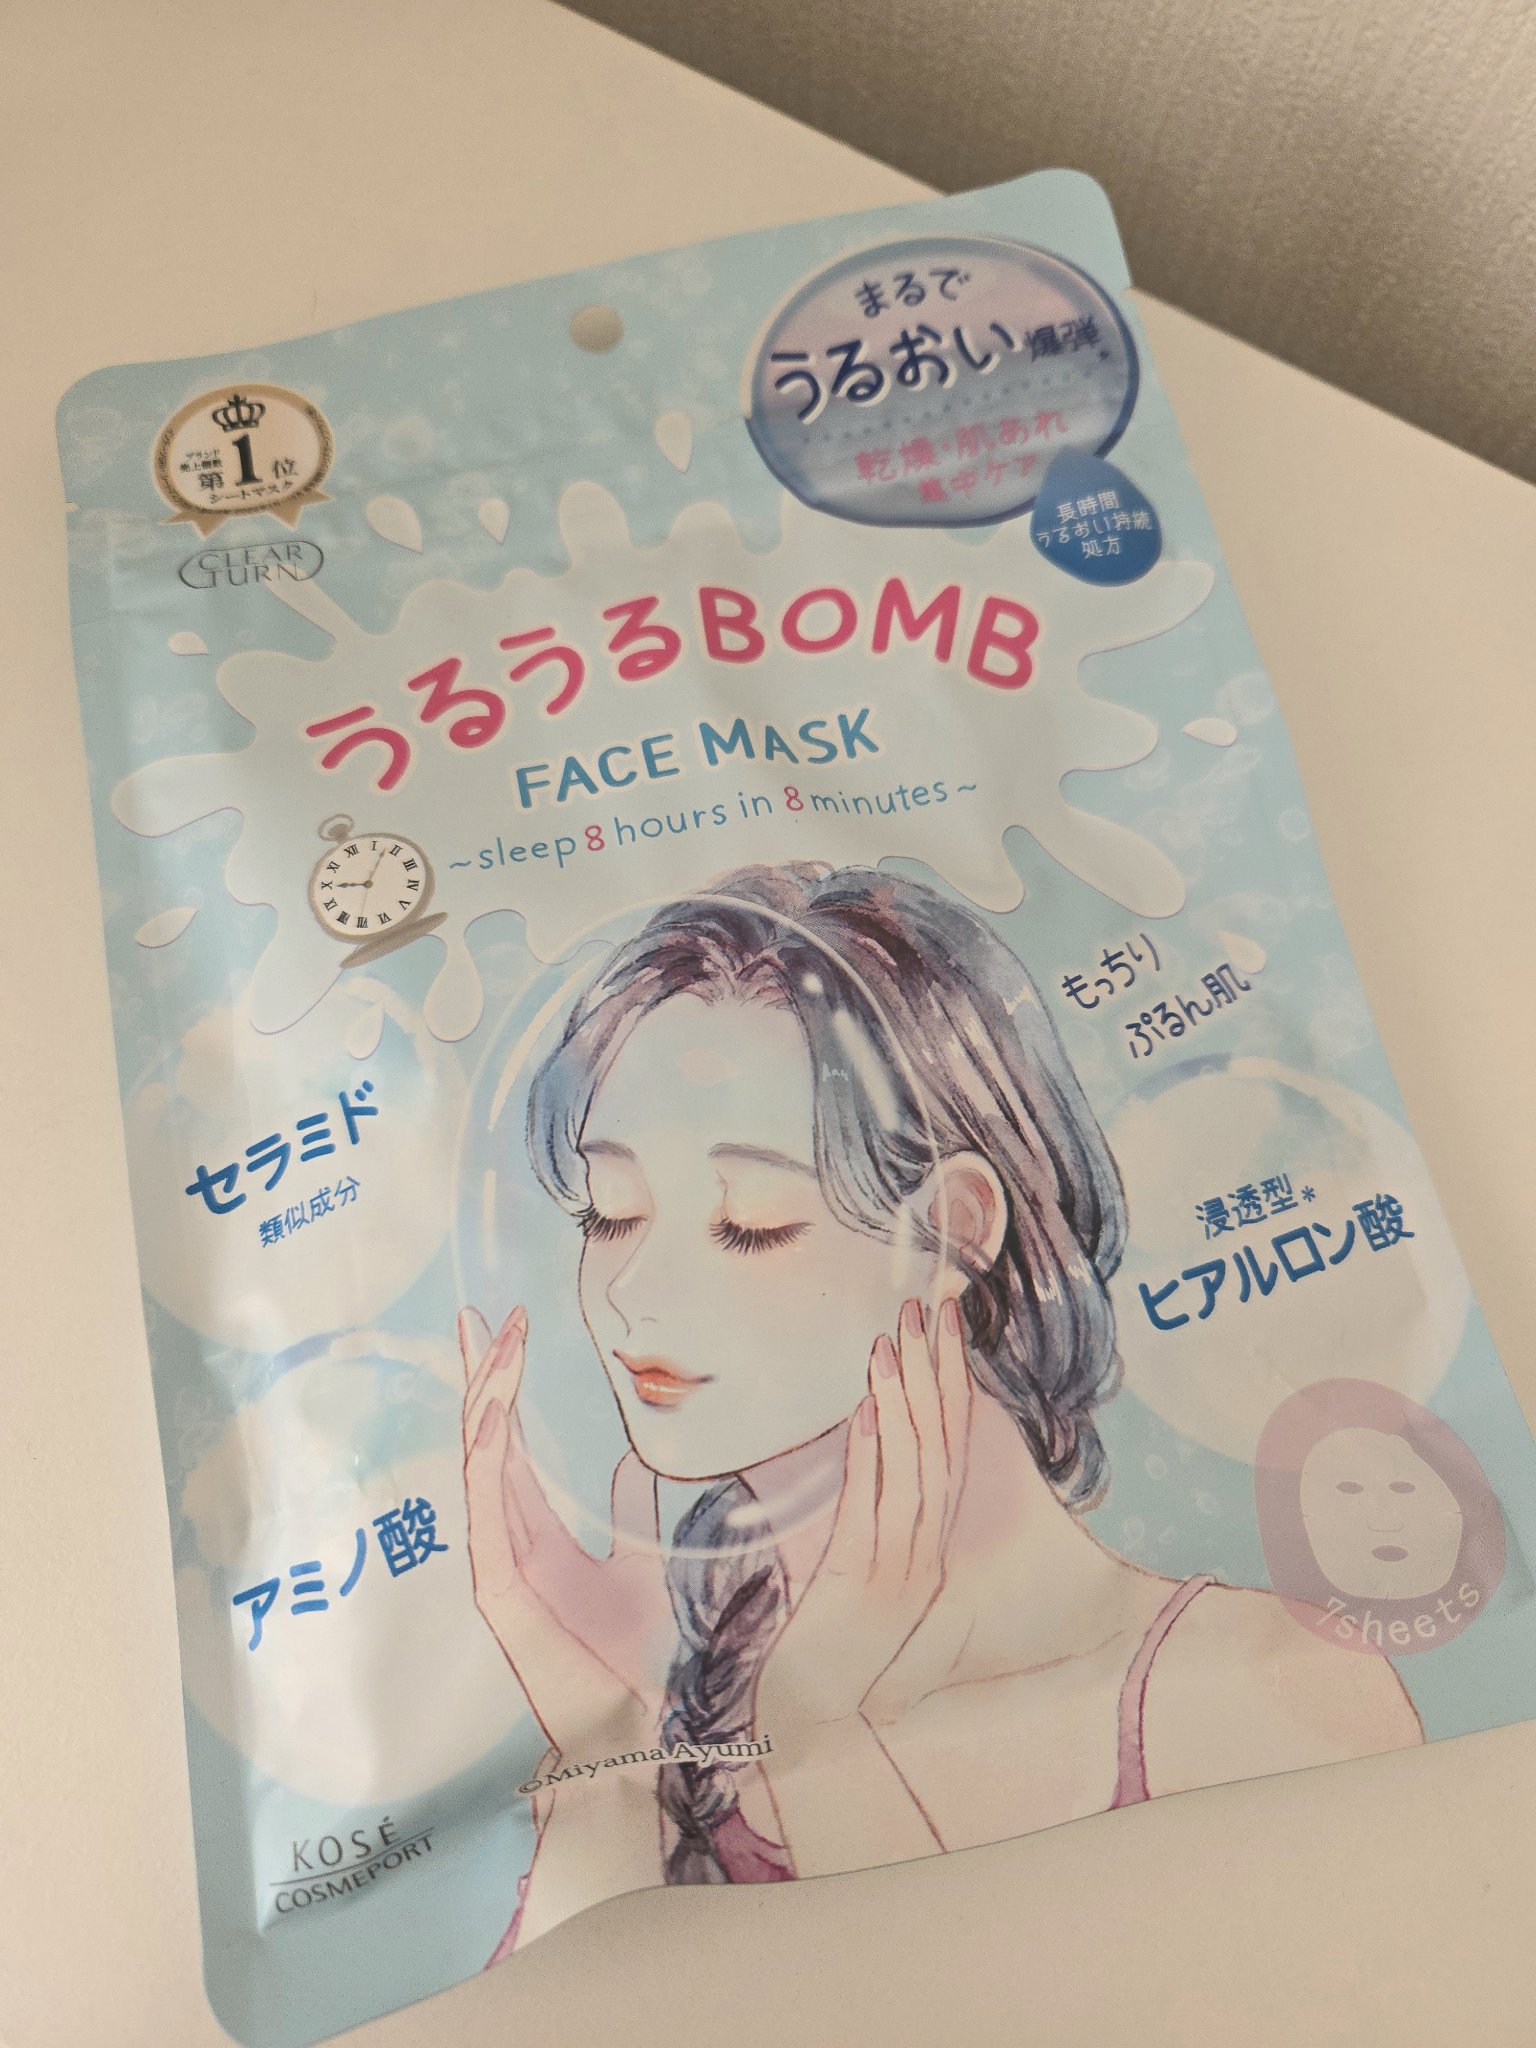 まるで
うるおい爆弾
乾燥・肌あれ
集中ケア
長時間
うるおい持続
処方
ブランド
売上個数
第1位
シートマスク
CLEAR
TURN
うるうるBOMB
FACE MASK
~sleep 8 hours in 8 minutes~
もっちり
ぷるん肌
セラミド
類似成分
浸透型*
ヒアルロン酸
アミノ酸
7sheets
©Miyama Ayumi
KOSÉ
COSMEPORT